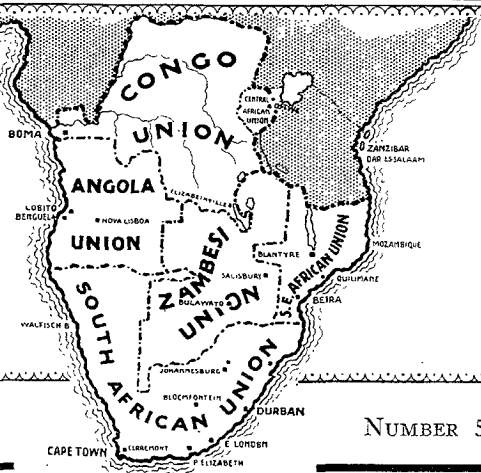 CONGO
UNION
CENTRAL
AFRICAN
UNION
BOMA
ZANZIBAR
DAR ESSALAAM
ANGOLA
ELIZABETHVILLE
LOBITO
BENGUELA
NOVA LISBOA
UNION
ZAMBESI
UNION
BLANTYRE
S.E. AFRICAN UNION
MOZAMBIQUE
SALISBURY
QUILIMANE
BULAWAYO
BEIRA
WALFISCH B
SOUTH AFRICAN UNION
JOHANNESBURG
BLOEMFONTEIN
DURBAN
NUMBER 5
CAPE TOWN
CLAREMONT
E LONDON
P ELIZABETH